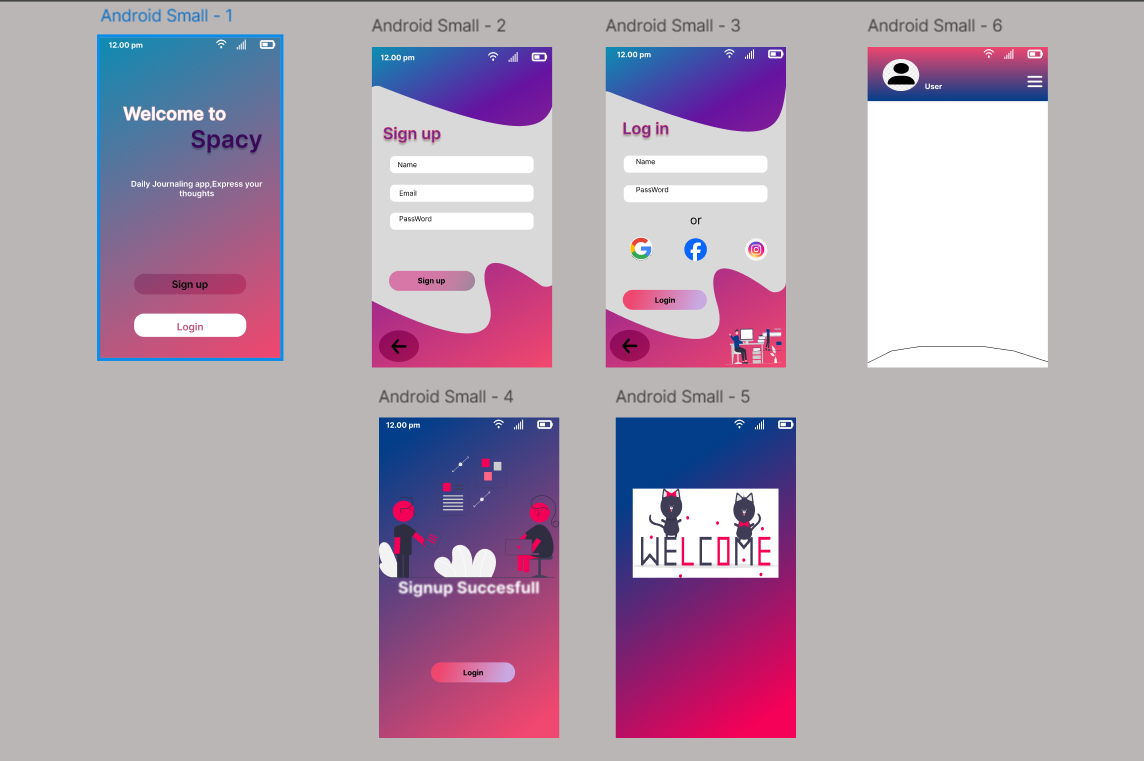 Android Small - 1
12.00 pm
Welcome to
Spacy
Daily Journaling app,Express your
thoughts
Sign up
Login
Android Small - 2
12.00 pm
Sign up
Name
Email
PassWord
Sign up
Android Small - 3
12.00 pm
Log in
Name
PassWord
or
Login
Android Small - 6
User
Android Small - 4
12.00 pm
Signup Succesfull
Login
Android Small - 5
WELCOME